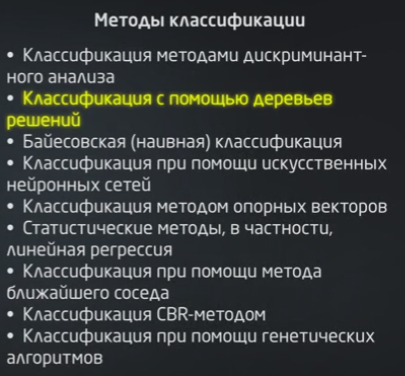 Методы классификации
• Классификация методами дискриминант-
ного анализа
• Классификация с помощью деревьев
решений
• Байесовская (наивная) классификация
• Классификация при помощи искусственных
нейронных сетей
• Классификация методом опорных векторов
• Статистические методы, в частности,
линейная регрессия
• Классификация при помощи метода
ближайшего соседа
• Классификация CBR-методом
• Классификация при помощи генетических
алгоритмов